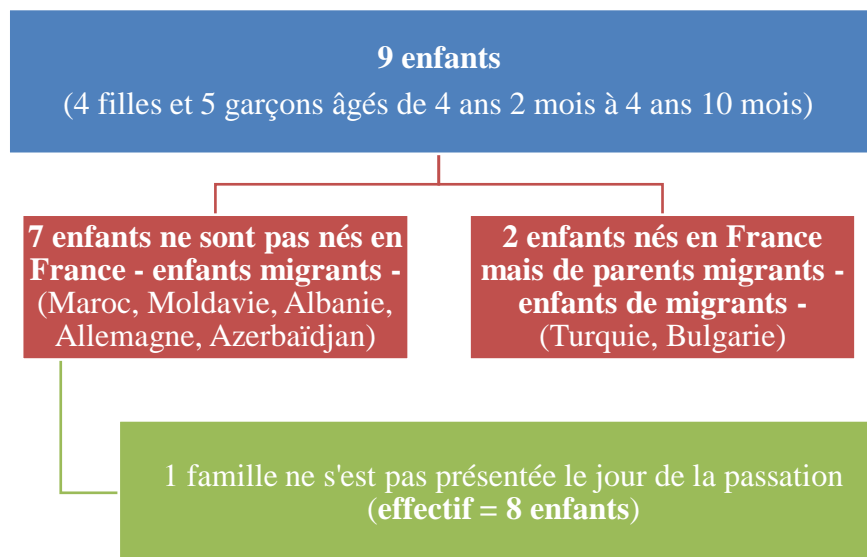 9 enfants
(4 filles et 5 garçons âgés de 4 ans 2 mois à 4 ans 10 mois)
7 enfants ne sont pas nés en
France - enfants migrants -
(Maroc, Moldavie, Albanie,
Allemagne, Azerbaïdjan)
2 enfants nés en France
mais de parents migrants -
enfants de migrants -
(Turquie, Bulgarie)
1 famille ne s'est pas présentée le jour de la passation
(effectif = 8 enfants)